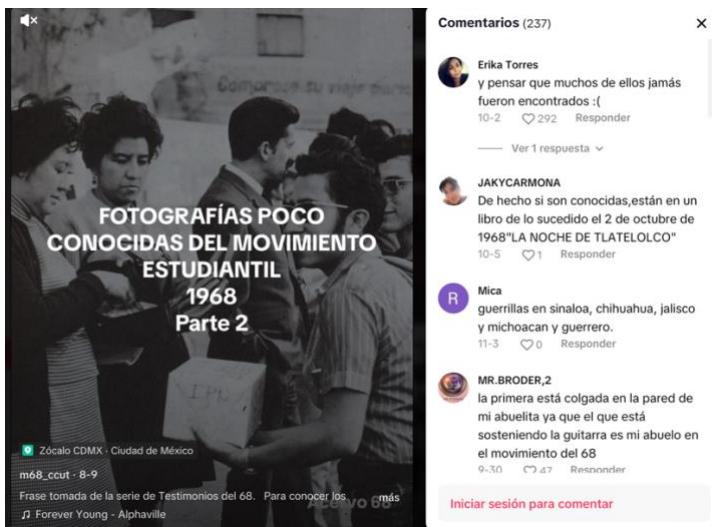 Compramos su viaje diario
FOTOGRAFÍAS POCO
CONOCIDAS DEL MOVIMIENTO
ESTUDIANTIL
1968
Parte 2
IPN
Zócalo CDMX · Ciudad de México
m68_ccut · 8-9
Frase tomada de la serie de Testimonios del 68. Para conocer los
más
Acervo 68
Forever Young - Alphaville
Comentarios (237)
Erika Torres
y pensar que muchos de ellos jamás
fueron encontrados :(
10-2 292 Responder
Ver 1 respuesta
JAKYCARMONA
De hecho si son conocidas,están en un
libro de lo sucedido el 2 de octubre de
1968"LA NOCHE DE TLATELOLCO"
10-5 1 Responder
R
Mica
guerrillas en sinaloa, chihuahua, jalisco
y michoacan y guerrero.
11-3 0 Responder
MR.BRODER,2
la primera está colgada en la pared de
mi abuelita ya que el que está
sosteniendo la guitarra es mi abuelo en
el movimiento del 68
9-30 47 Responder
Iniciar sesión para comentar